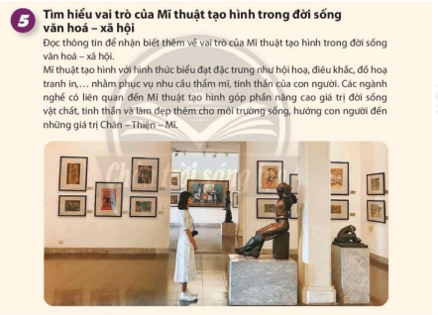 5 Tìm hiểu vai trò của Mĩ thuật tạo hình trong đời sống
văn hoá – xã hội
Đọc thông tin để nhận biết thêm về vai trò của Mĩ thuật tạo hình trong đời sống
văn hoá – xã hội.
Mĩ thuật tạo hình với hình thức biểu đạt đặc trưng như hội hoạ, điêu khắc, đồ hoạ
tranh in,... nhằm phục vụ nhu cầu thẩm mĩ, tinh thần của con người. Các ngành
nghề có liên quan đến Mĩ thuật tạo hình góp phần nâng cao giá trị đời sống
vật chất, tinh thần và làm đẹp thêm cho môi trường sống, hướng con người đến
những giá trị Chân – Thiện – Mĩ.
Chân trời sáng tạo